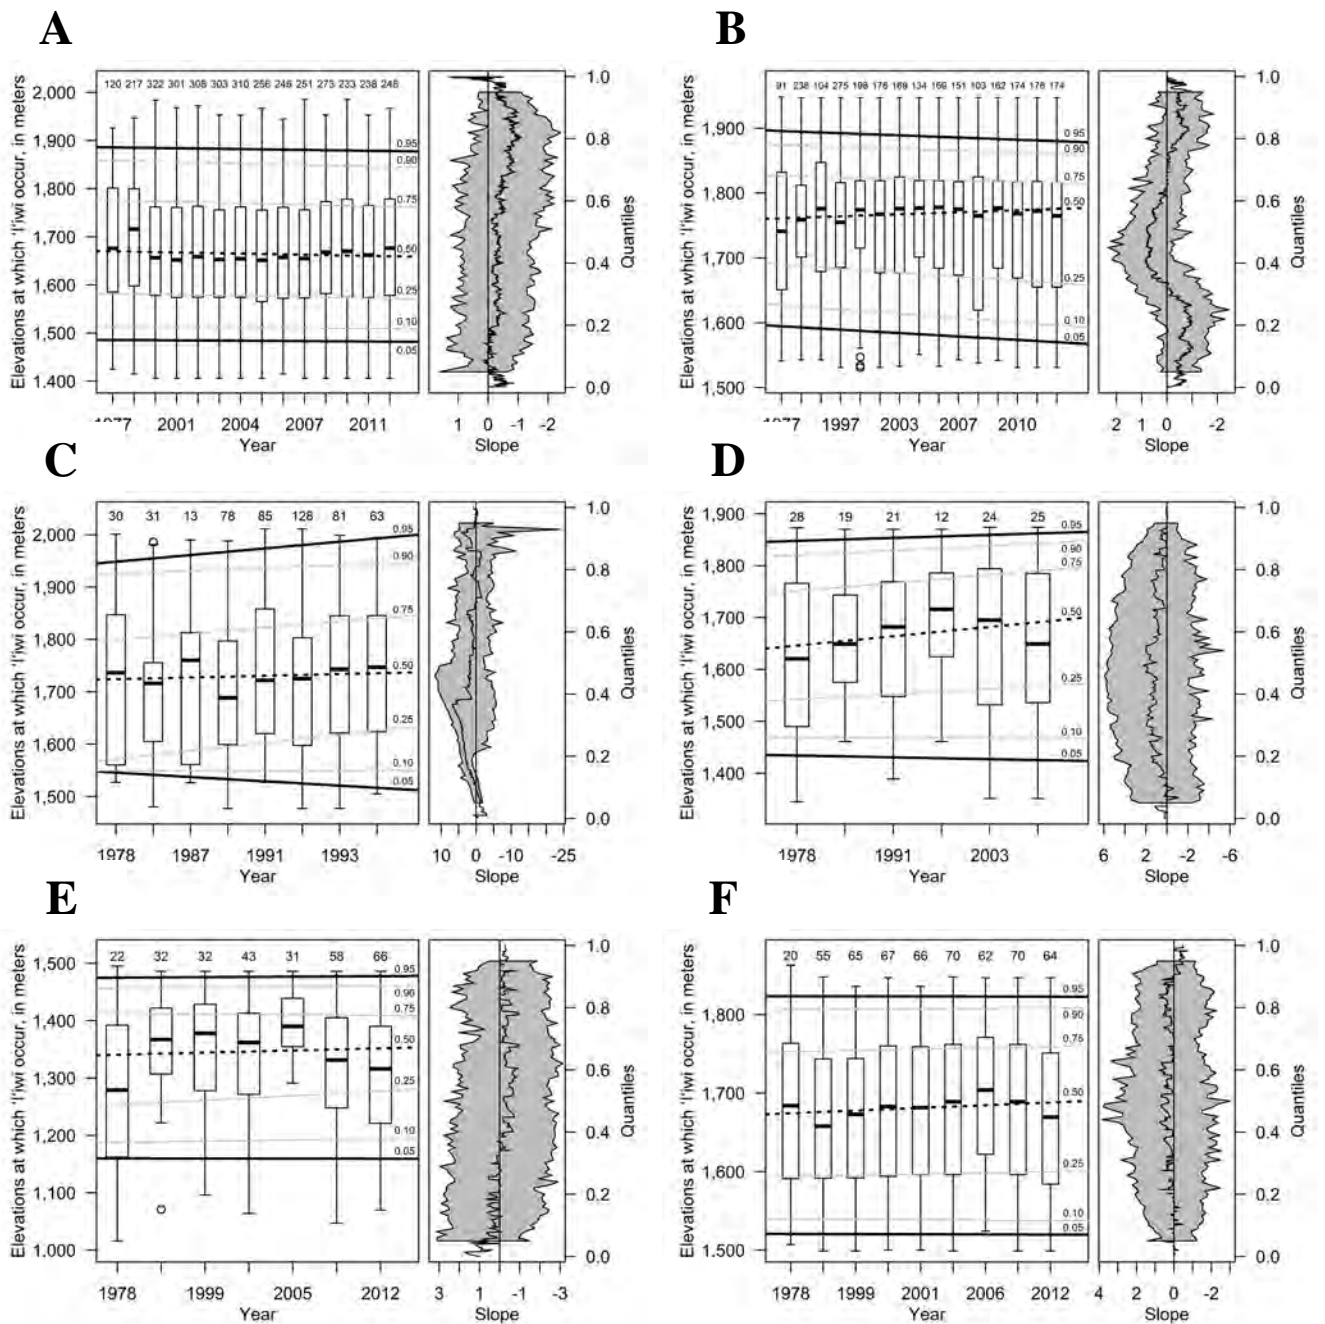 A
Elevations at which 'I'iwi occur, in meters
2,000
1,900
1,800
1,700
1,600
1,500
1,400
120 217 322 301 308 303 310 256 246 251 273 233 238 248
0.95
0.90
0.75
0.50
0.25
0.10
0.05
2001 2004 2007 2011
Year
1.0
0.8
0.6
0.4
0.2
0.0
Quantiles
1 0 -1 -2
Slope
B
Elevations at which 'I'iwi occur, in meters
1,900
1,800
1,700
1,600
1,500
91 238 104 275 198 176 169 134 156 151 103 162 174 176 174
0.95
0.90
0.75
0.50
0.25
0.10
0.05
1997 2003 2007 2010
Year
1.0
0.8
0.6
0.4
0.2
0.0
Quantiles
2 1 0 -2
Slope
C
Elevations at which 'I'iwi occur, in meters
2,000
1,900
1,800
1,700
1,600
1,500
30 31 13 78 85 128 81 63
0.95
0.90
0.75
0.50
0.25
0.10
0.05
1978 1987 1991 1993
Year
1.0
0.8
0.6
0.4
0.2
0.0
Quantiles
10 0 -10 -25
Slope
D
Elevations at which 'I'iwi occur, in meters
1,900
1,800
1,700
1,600
1,500
1,400
28 19 21 12 24 25
0.95
0.90
0.75
0.50
0.25
0.10
0.05
1978 1991 2003
Year
1.0
0.8
0.6
0.4
0.2
0.0
Quantiles
6 4 2 0 -2 -4 -6
Slope
E
Elevations at which 'I'iwi occur, in meters
1,500
1,400
1,300
1,200
1,100
1,000
22 32 32 43 31 58 66
0.95
0.90
0.75
0.50
0.25
0.10
0.05
1978 1999 2005 2012
Year
1.0
0.8
0.6
0.4
0.2
0.0
Quantiles
3 1 -1 -3
Slope
F
Elevations at which 'I'iwi occur, in meters
1,800
1,700
1,600
1,500
20 55 65 67 66 70 62 70 64
0.95
0.90
0.75
0.50
0.25
0.10
0.05
1978 1999 2001 2006 2012
Year
1.0
0.8
0.6
0.4
0.2
0.0
Quantiles
4 2 0 -2
Slope